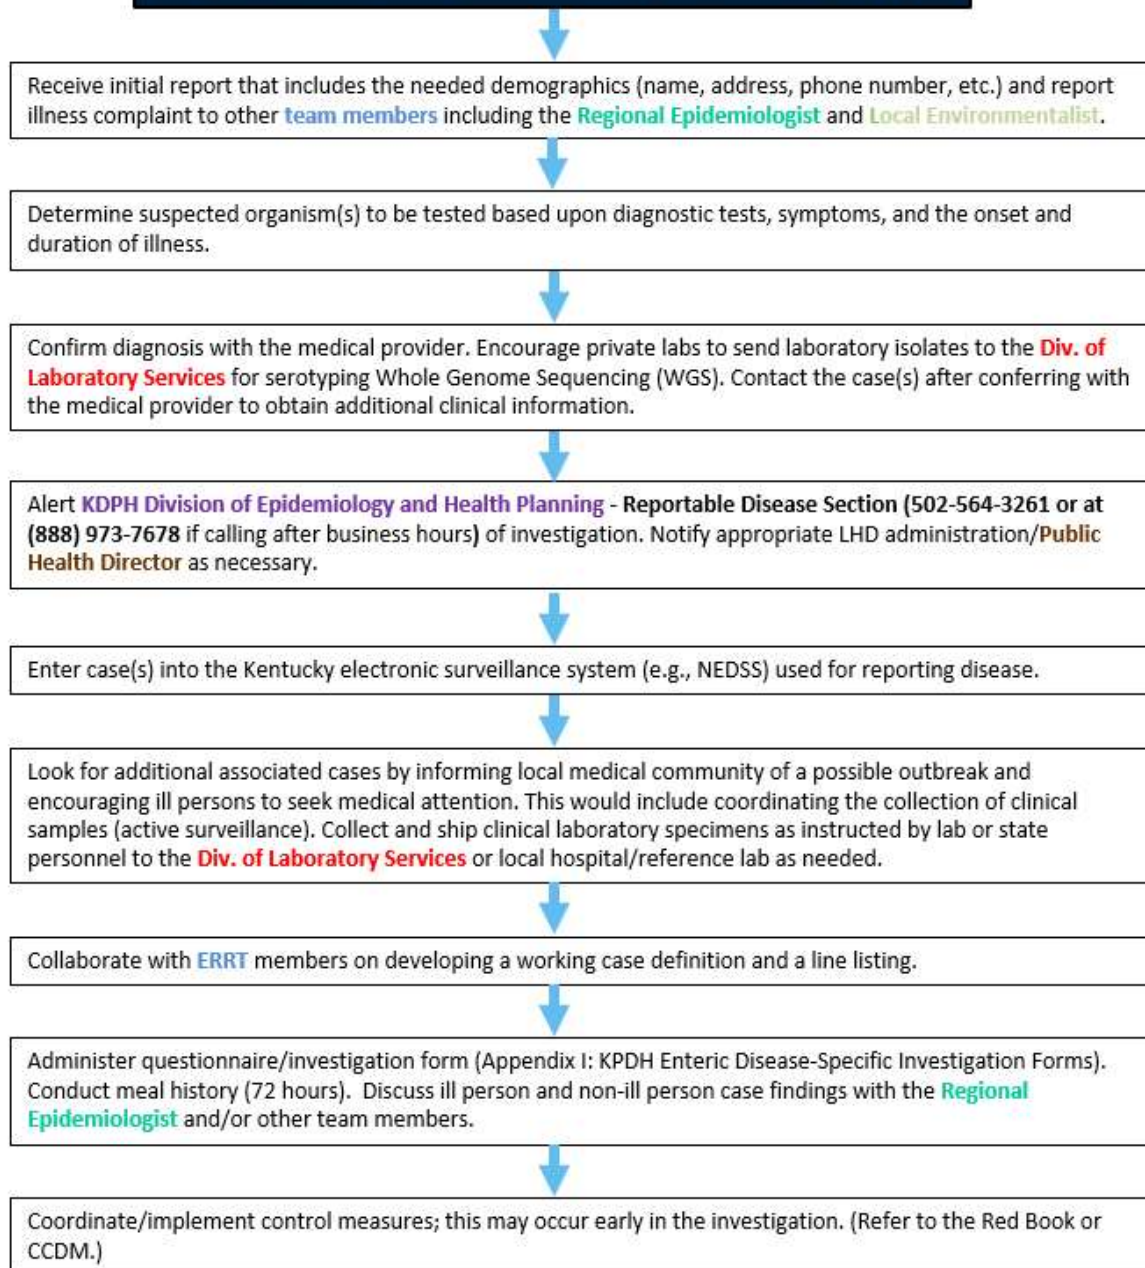 Receive initial report that includes the needed demographics (name, address, phone number, etc.) and report
illness complaint to other team members including the Regional Epidemiologist and Local Environmentalist.
Determine suspected organism(s) to be tested based upon diagnostic tests, symptoms, and the onset and
duration of illness.
Confirm diagnosis with the medical provider. Encourage private labs to send laboratory isolates to the Div. of
Laboratory Services for serotyping Whole Genome Sequencing (WGS). Contact the case(s) after conferring with
the medical provider to obtain additional clinical information.
Alert KDPH Division of Epidemiology and Health Planning - Reportable Disease Section (502-564-3261 or at
(888) 973-7678 if calling after business hours) of investigation. Notify appropriate LHD administration/Public
Health Director as necessary.
Enter case(s) into the Kentucky electronic surveillance system (e.g., NEDSS) used for reporting disease.
Look for additional associated cases by informing local medical community of a possible outbreak and
encouraging ill persons to seek medical attention. This would include coordinating the collection of clinical
samples (active surveillance). Collect and ship clinical laboratory specimens as instructed by lab or state
personnel to the Div. of Laboratory Services or local hospital/reference lab as needed.
Collaborate with ERRT members on developing a working case definition and a line listing.
Administer questionnaire/investigation form (Appendix I: KPDH Enteric Disease-Specific Investigation Forms).
Conduct meal history (72 hours). Discuss ill person and non-ill person case findings with the Regional
Epidemiologist and/or other team members.
Coordinate/implement control measures; this may occur early in the investigation. (Refer to the Red Book or
CCDM.)